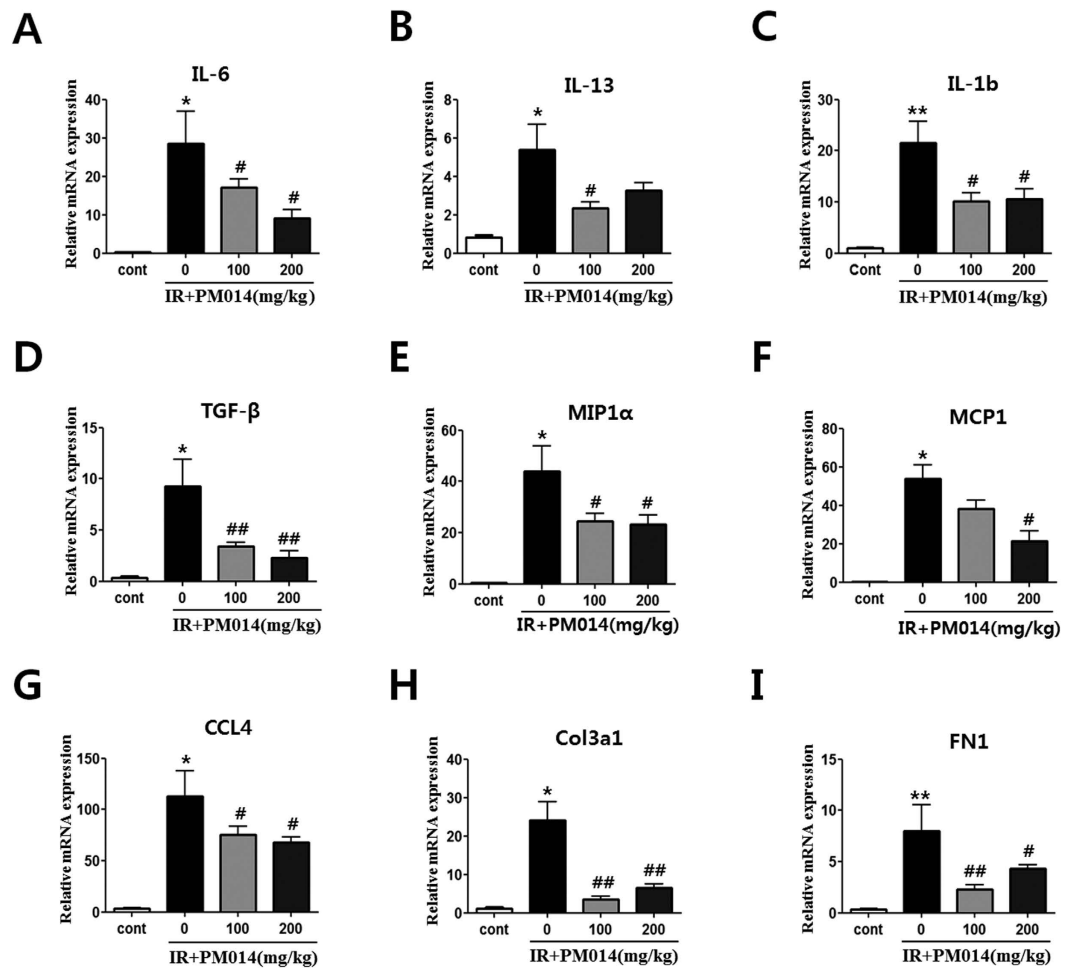 A
IL-6
Relative mRNA expression
40
30
20
10
0
*
#
#
cont
0
100
200
IR+PM014(mg/kg)
B
IL-13
Relative mRNA expression
8
6
4
2
0
*
#
cont
0
100
200
IR+PM014(mg/kg)
C
IL-1b
Relative mRNA expression
30
20
10
0
**
#
#
Cont
0
100
200
IR+PM014(mg/kg)
D
TGF-β
Relative mRNA expression
15
10
5
0
*
##
##
cont
0
100
200
IR+PM014(mg/kg)
E
MIP1α
Relative mRNA expression
60
40
20
0
*
#
#
cont
0
100
200
IR+PM014(mg/kg)
F
MCP1
Relative mRNA expression
80
60
40
20
0
*
#
cont
0
100
200
IR+PM014(mg/kg)
G
CCL4
Relative mRNA expression
150
100
50
0
*
#
#
cont
0
100
200
IR+PM014(mg/kg)
H
Col3a1
Relative mRNA expression
40
30
20
10
0
*
##
##
cont
0
100
200
IR+PM014(mg/kg)
I
FN1
Relative mRNA expression
15
10
5
0
**
##
#
cont
0
100
200
IR+PM014(mg/kg)